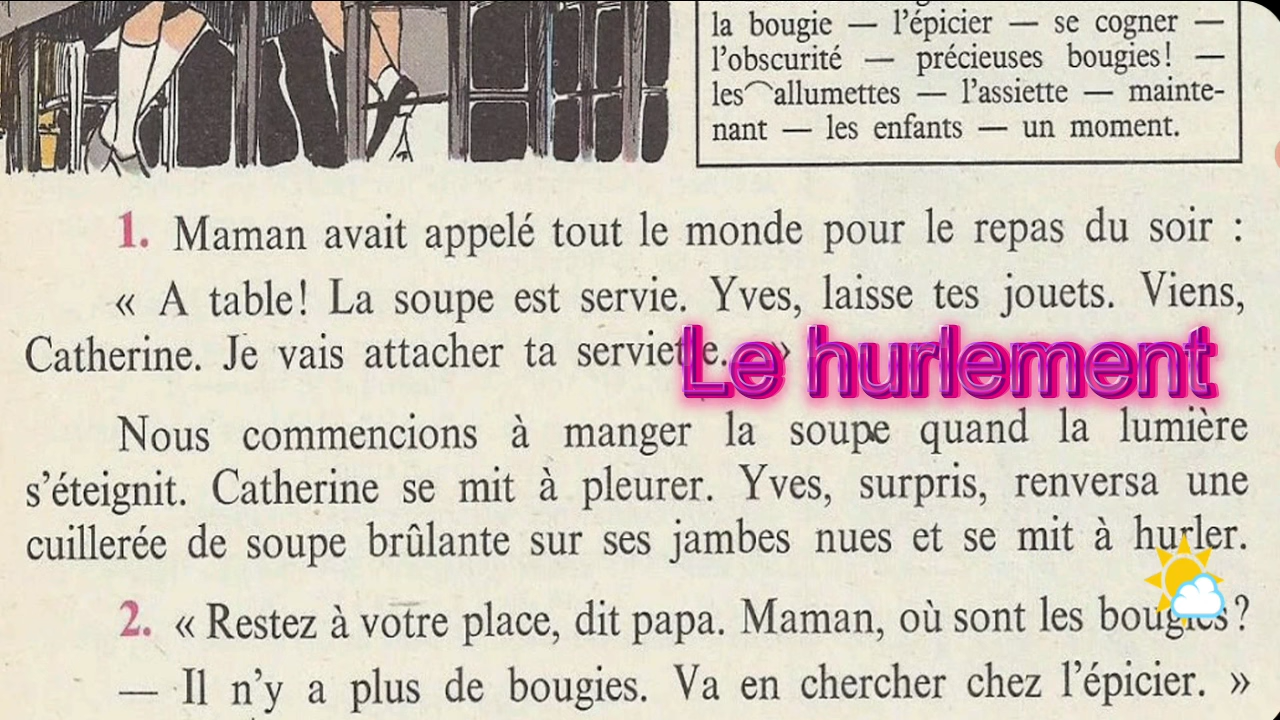 la bougie — l'épicier — se cogner —
l'obscurité — précieuses bougies! —
les allumettes — l'assiette — mainte-
nant — les enfants — un moment.
1. Maman avait appelé tout le monde pour le repas du soir :
« A table! La soupe est servie. Yves, laisse tes jouets. Viens,
Catherine. Je vais attacher ta serviette. »
Le hurlement
Nous commencions à manger la soupe quand la lumière
s'éteignit. Catherine se mit à pleurer. Yves, surpris, renversa une
cuillerée de soupe brûlante sur ses jambes nues et se mit à hurler.
2. « Restez à votre place, dit papa. Maman, où sont les bougies?
— Il n'y a plus de bougies. Va en chercher chez l'épicier. »